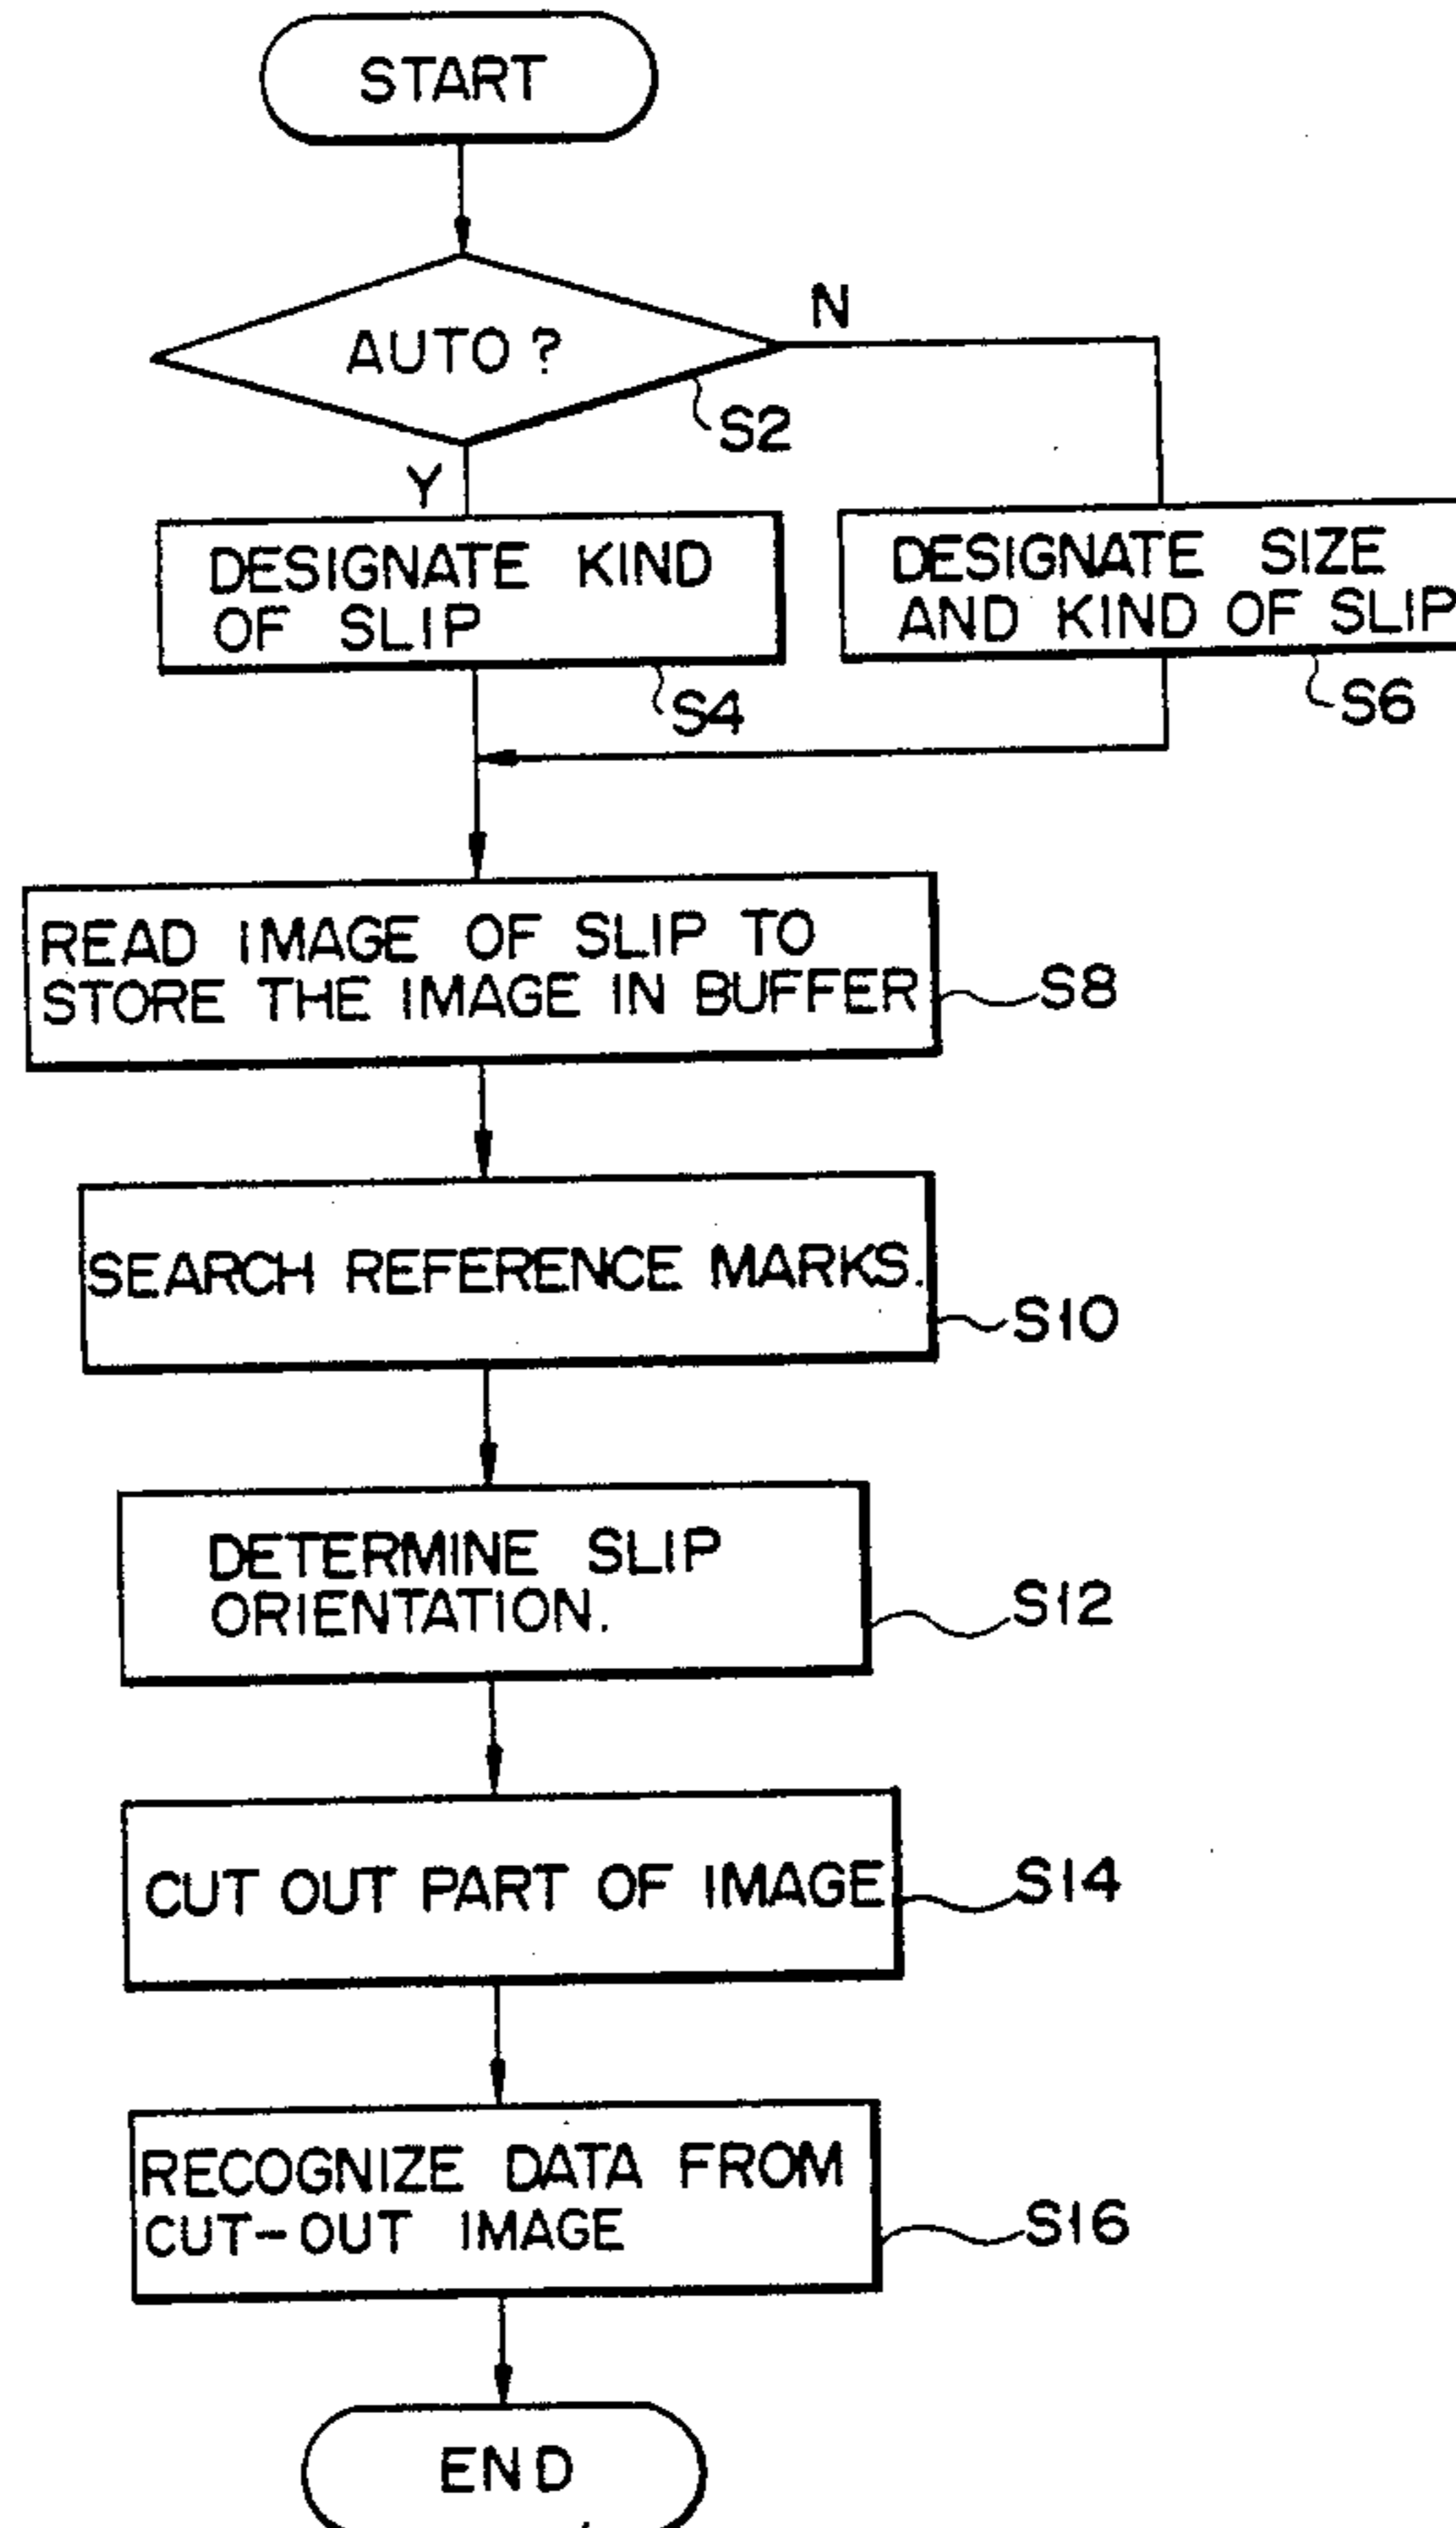 START
AUTO ?
N
S2
Y
DESIGNATE KIND
OF SLIP
S4
DESIGNATE SIZE
AND KIND OF SLIP
S6
READ IMAGE OF SLIP TO
STORE THE IMAGE IN BUFFER
S8
SEARCH REFERENCE MARKS.
S10
DETERMINE SLIP
ORIENTATION.
S12
CUT OUT PART OF IMAGE
S14
RECOGNIZE DATA FROM
CUT-OUT IMAGE
S16
END